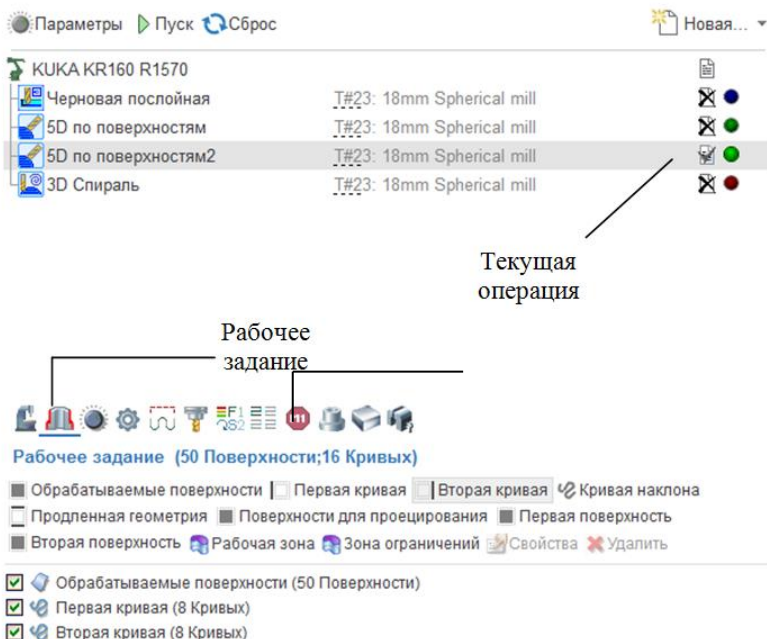 Параметры Пуск Сброс Новая...
KUKA KR160 R1570
Черновая послойная T#23: 18mm Spherical mill
5D по поверхностям T#23: 18mm Spherical mill
5D по поверхностям2 T#23: 18mm Spherical mill
3D Спираль T#23: 18mm Spherical mill
Текущая
операция
Рабочее
задание
F1
S2
Рабочее задание (50 Поверхности;16 Кривых)
Обрабатываемые поверхности Первая кривая Вторая кривая Кривая наклона
Продленная геометрия Поверхности для проецирования Первая поверхность
Вторая поверхность Рабочая зона Зона ограничений Свойства Удалить
Обрабатываемые поверхности (50 Поверхности)
Первая кривая (8 Кривых)
Вторая кривая (8 Кривых)